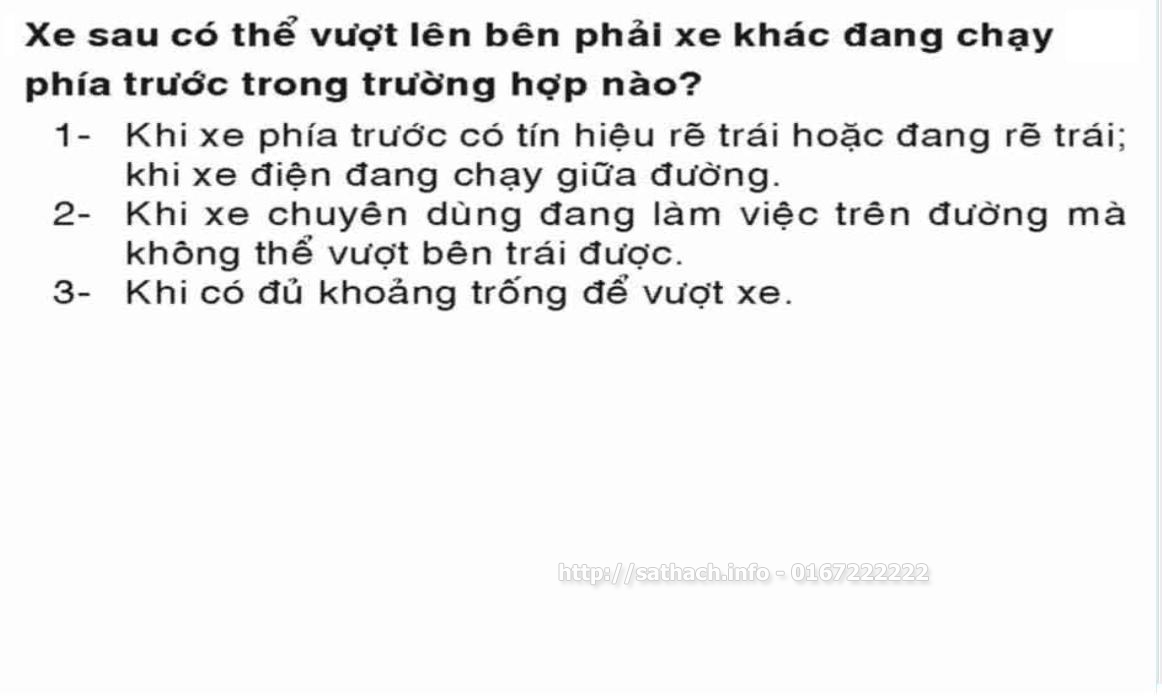 Xe sau có thể vượt lên bên phải xe khác đang chạy
phía trước trong trường hợp nào?
1- Khi xe phía trước có tín hiệu rẽ trái hoặc đang rẽ trái;
khi xe điện đang chạy giữa đường.
2- Khi xe chuyên dùng đang làm việc trên đường mà
không thể vượt bên trái được.
3- Khi có đủ khoảng trống để vượt xe.
http://sathach.info - 0167222222